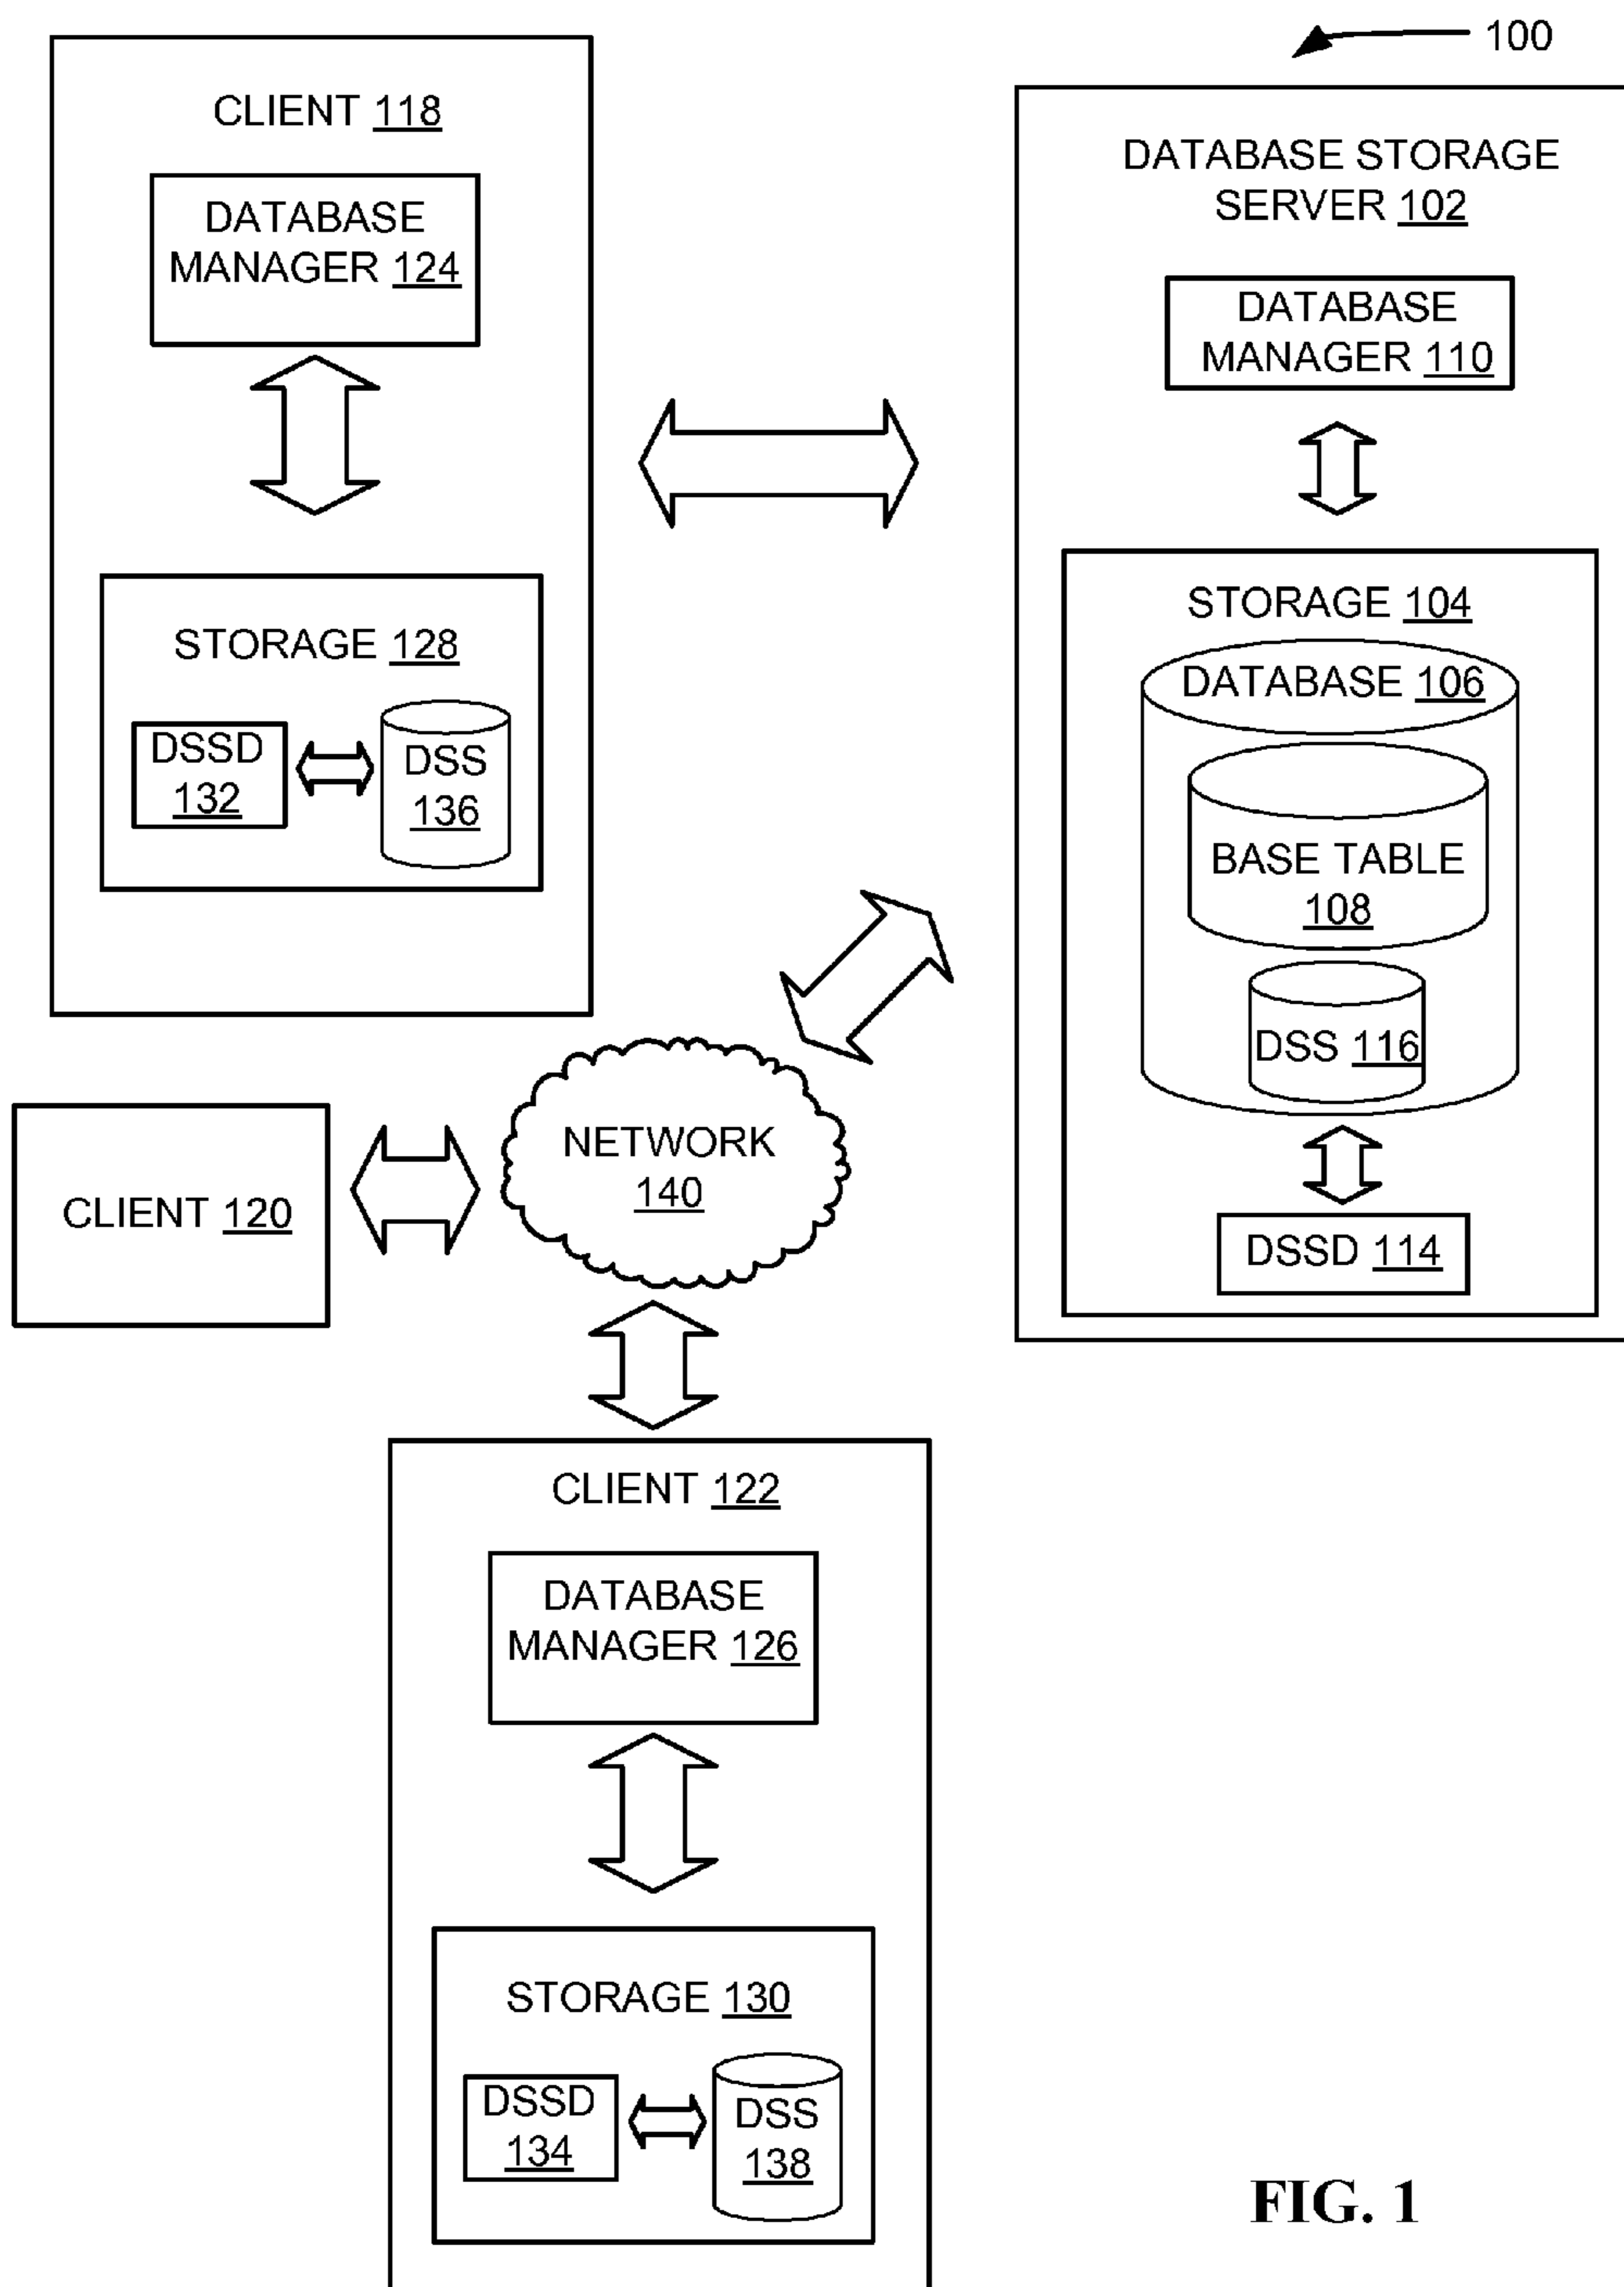 100
CLIENT 118
DATABASE
MANAGER 124
STORAGE 128
DSSD
132
DSS
136
DATABASE STORAGE
SERVER 102
DATABASE
MANAGER 110
STORAGE 104
DATABASE 106
BASE TABLE
108
DSS 116
DSSD 114
CLIENT 120
NETWORK
140
CLIENT 122
DATABASE
MANAGER 126
STORAGE 130
DSSD
134
DSS
138
FIG. 1